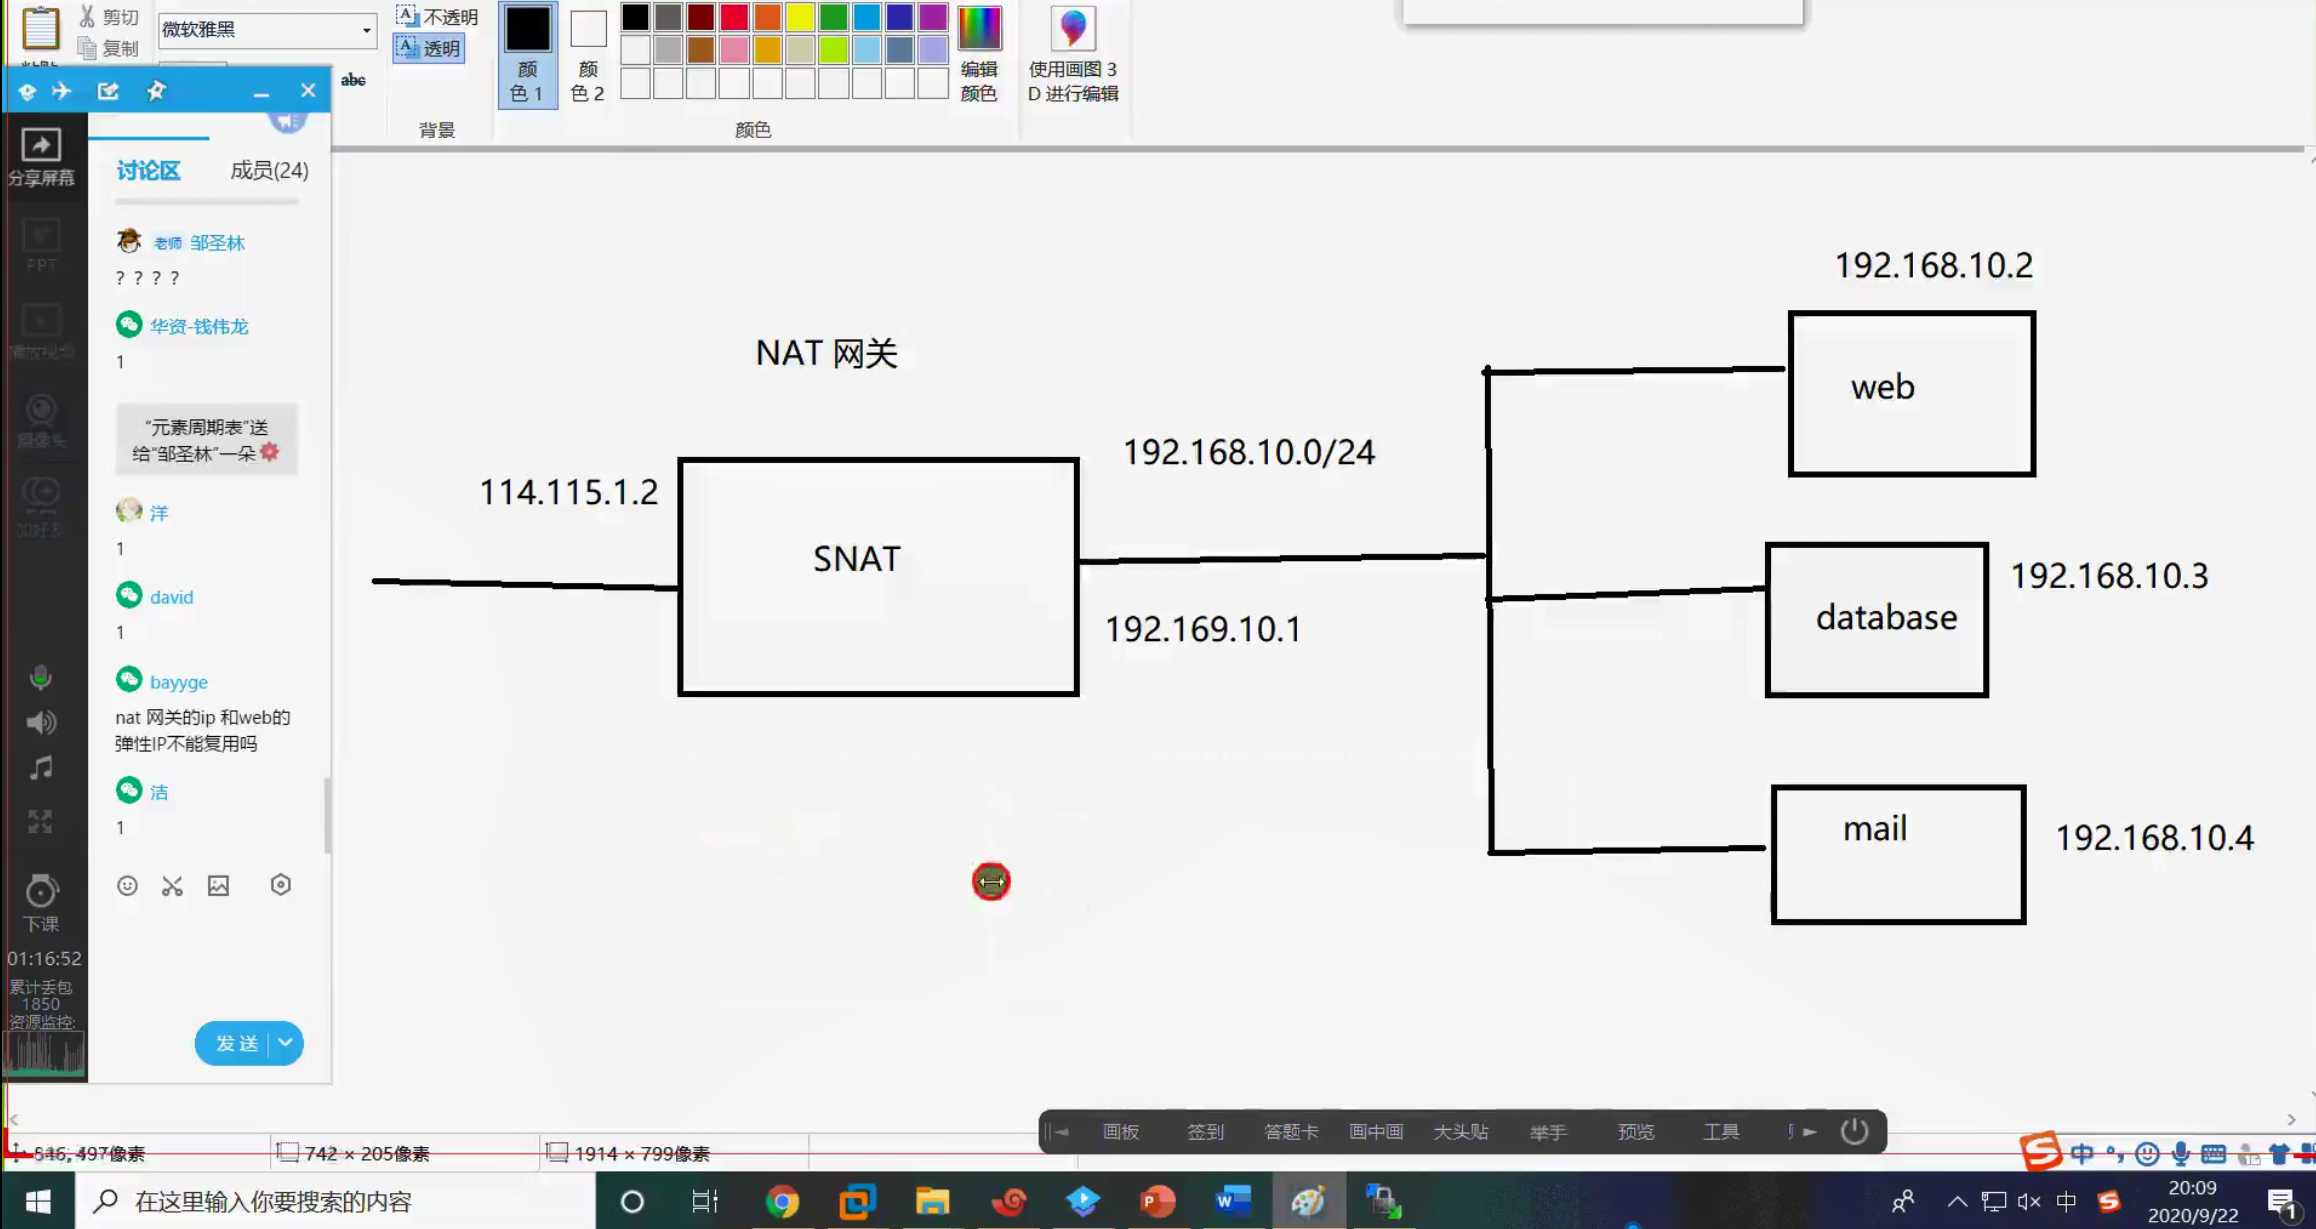 剪切
复制
微软雅黑
abc
不透明
透明
背景
颜
色 1
颜
色 2
编辑
颜色
颜色
使用画图 3
D 进行编辑
分享屏幕
PPT
播放视频
摄像头
加好友
下课
01:16:52
累计丢包
1850
资源监控:
讨论区
成员(24)
老师 邹圣林
? ? ? ?
华资-钱伟龙
1
“元素周期表”送
给“邹圣林”一朵
洋
1
david
1
bayyge
nat 网关的ip 和web的
弹性IP不能复用吗
洁
1
发 送
NAT 网关
114.115.1.2
SNAT
192.168.10.0/24
192.169.10.1
192.168.10.2
web
database
192.168.10.3
mail
192.168.10.4
画板
签到
答题卡
画中画
大头贴
举手
预览
工具
846, 497像素
742 × 205像素
1914 × 799像素
中
在这里输入你要搜索的内容
中
20:09
2020/9/22
1